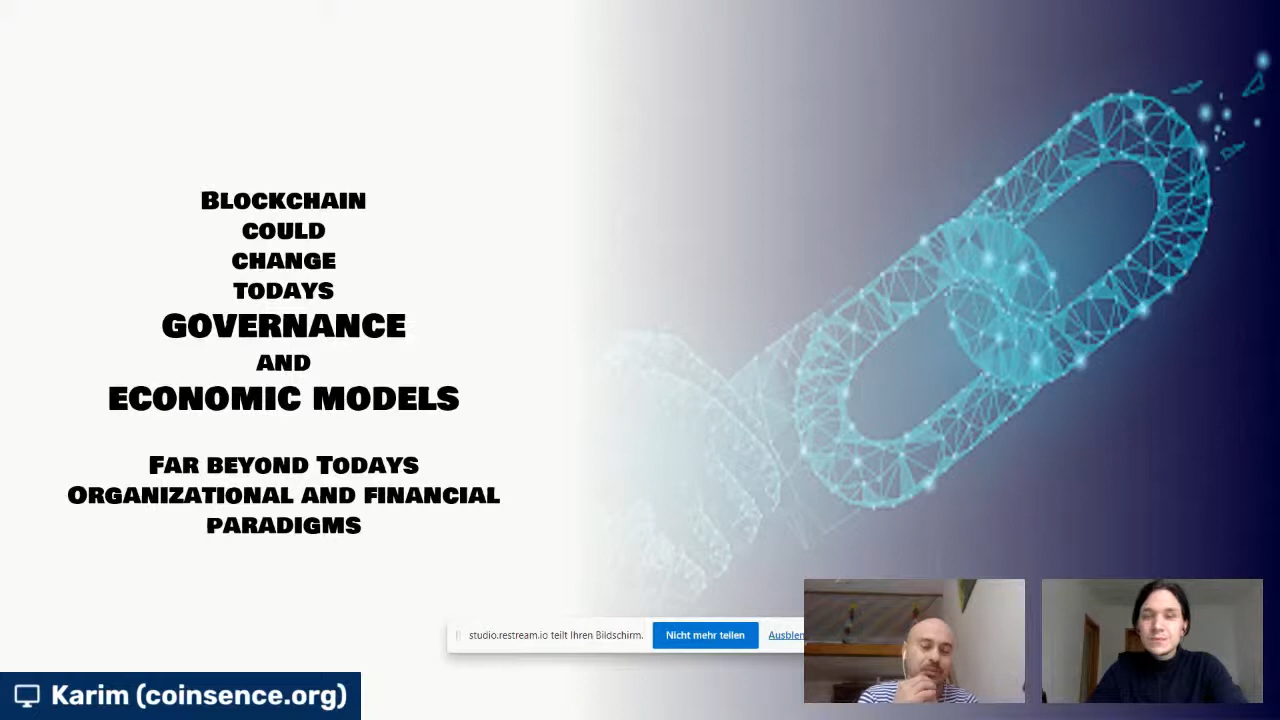 Blockchain
could
change
todays
GOVERNANCE
and
ECONOMIC MODELS
Far beyond Todays
Organizational and financial
paradigms
studio.restream.io teilt Ihren Bildschirm.
Nicht mehr teilen
Ausblen
Karim (coinsence.org)